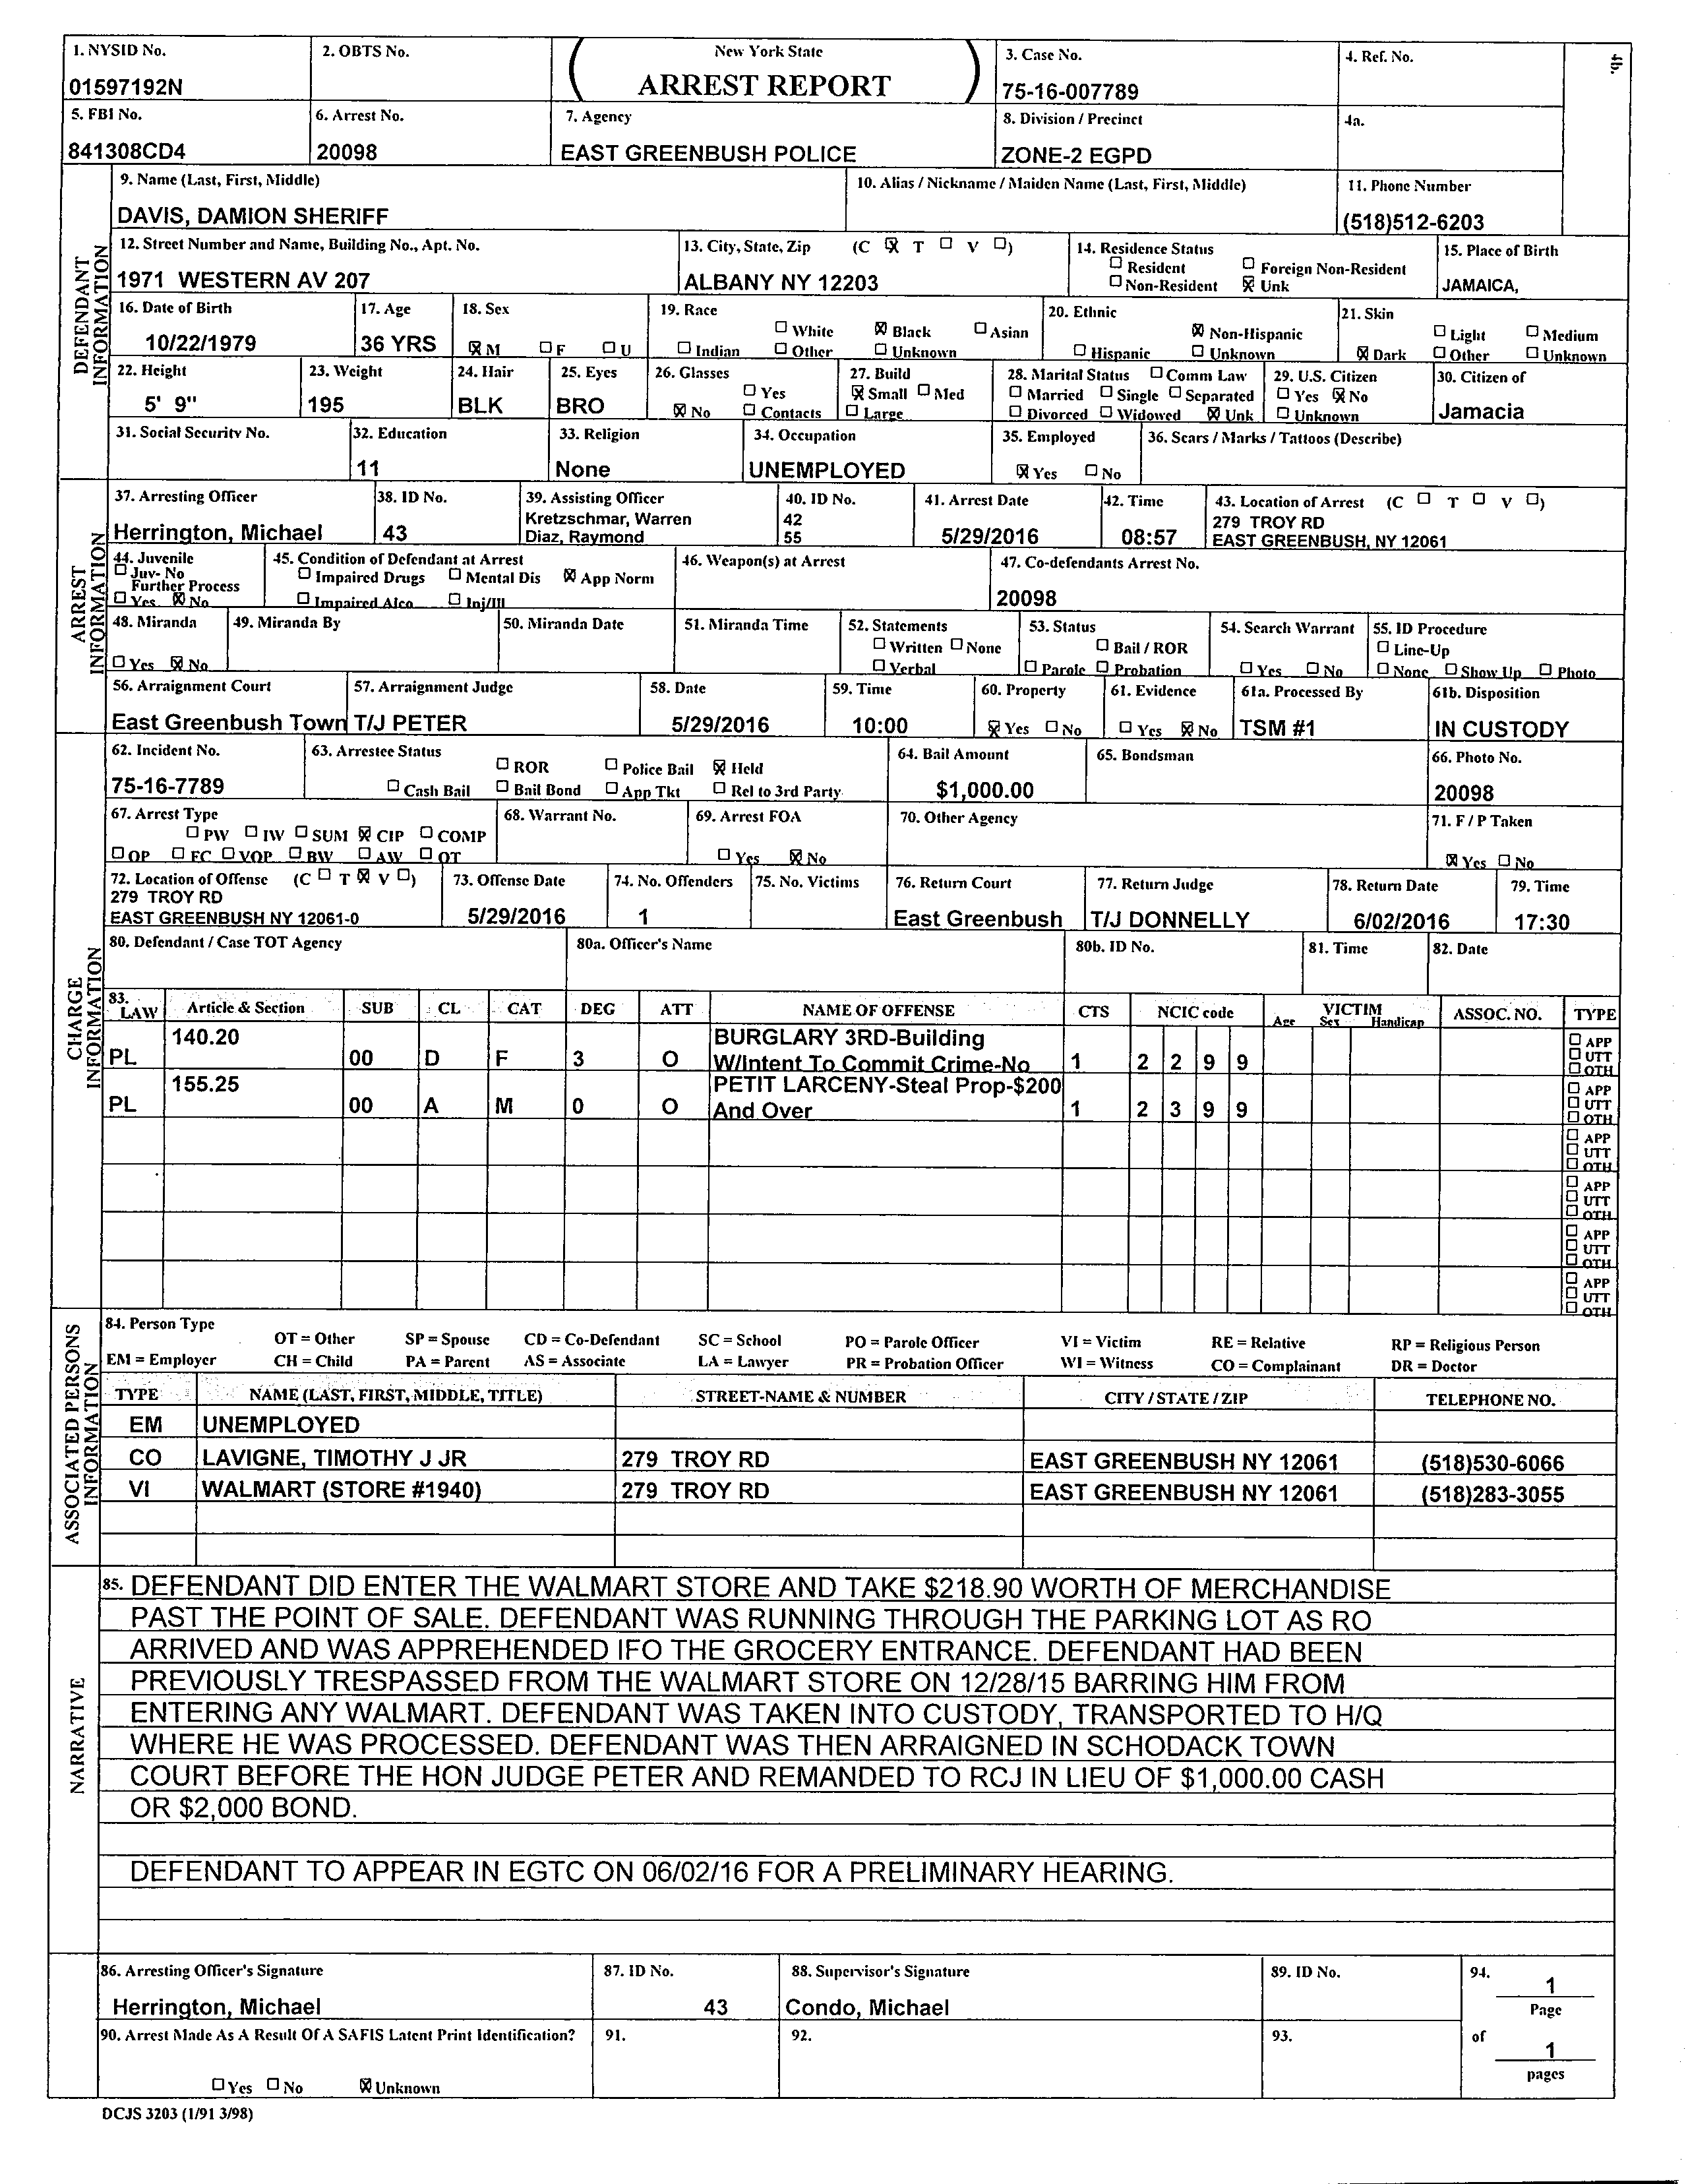 1. NYSID No.
01597192N
2. OBTS No.
New York State
ARREST REPORT
3. Case No.
75-16-007789
4. Ref. No.
4b.
5. FBI No.
841308CD4
6. Arrest No.
20098
7. Agency
EAST GREENBUSH POLICE
8. Division / Precinct
ZONE-2 EGPD
4a.
DEFENDANT INFORMATION
9. Name (Last, First, Middle)
DAVIS, DAMION SHERIFF
10. Alias / Nickname / Maiden Name (Last, First, Middle)
11. Phone Number
(518)512-6203
12. Street Number and Name, Building No., Apt. No.
1971 WESTERN AV 207
13. City, State, Zip (C ☒ T ☐ V ☐)
ALBANY NY 12203
14. Residence Status
☐ Resident ☐ Foreign Non-Resident
☐ Non-Resident ☒ Unk
15. Place of Birth
JAMAICA,
16. Date of Birth
10/22/1979
17. Age
36 YRS
18. Sex
☒ M ☐ F ☐ U
19. Race
☐ White ☒ Black ☐ Asian
☐ Indian ☐ Other ☐ Unknown
20. Ethnic
☒ Non-Hispanic
☐ Hispanic ☐ Unknown
21. Skin
☐ Light ☐ Medium
☒ Dark ☐ Other ☐ Unknown
22. Height
5' 9"
23. Weight
195
24. Hair
BLK
25. Eyes
BRO
26. Glasses
☐ Yes
☒ No ☐ Contacts
27. Build
☒ Small ☐ Med
☐ Large
28. Marital Status ☐ Comm Law
☐ Married ☐ Single ☐ Separated
☐ Divorced ☐ Widowed ☒ Unk
29. U.S. Citizen
☐ Yes ☒ No
☐ Unknown
30. Citizen of
Jamacia
31. Social Security No.
32. Education
11
33. Religion
None
34. Occupation
UNEMPLOYED
35. Employed
☒ Yes ☐ No
36. Scars / Marks / Tattoos (Describe)
ARREST INFORMATION
37. Arresting Officer
Herrington, Michael
38. ID No.
43
39. Assisting Officer
Kretzschmar, Warren
Diaz, Raymond
40. ID No.
42
55
41. Arrest Date
5/29/2016
42. Time
08:57
43. Location of Arrest (C ☐ T ☐ V ☐)
279 TROY RD
EAST GREENBUSH, NY 12061
44. Juvenile
☐ Juv- No
Further Process
☐ Yes ☒ No
45. Condition of Defendant at Arrest
☐ Impaired Drugs ☐ Mental Dis ☒ App Norm
☐ Impaired Alco ☐ Inj/Ill
46. Weapon(s) at Arrest
47. Co-defendants Arrest No.
20098
48. Miranda
☐ Yes ☒ No
49. Miranda By
50. Miranda Date
51. Miranda Time
52. Statements
☐ Written ☐ None
☐ Verbal
53. Status
☐ Bail / ROR
☐ Parole ☐ Probation
54. Search Warrant
☐ Yes ☐ No
55. ID Procedure
☐ Line-Up
☐ None ☐ Show Up ☐ Photo
56. Arraignment Court
East Greenbush Town
57. Arraignment Judge
T/J PETER
58. Date
5/29/2016
59. Time
10:00
60. Property
☒ Yes ☐ No
61. Evidence
☐ Yes ☒ No
61a. Processed By
TSM #1
61b. Disposition
IN CUSTODY
CHARGE INFORMATION
62. Incident No.
75-16-7789
63. Arrestee Status
☐ ROR ☐ Police Bail ☒ Held
☐ Cash Bail ☐ Bail Bond ☐ App Tkt ☐ Rel to 3rd Party
64. Bail Amount
$1,000.00
65. Bondsman
66. Photo No.
20098
67. Arrest Type
☐ PW ☐ IW ☐ SUM ☒ CIP ☐ COMP
☐ OP ☐ FC ☐ VOP ☐ BW ☐ AW ☐ OT
68. Warrant No.
69. Arrest FOA
☐ Yes ☒ No
70. Other Agency
71. F / P Taken
☒ Yes ☐ No
72. Location of Offense (C ☐ T ☒ V ☐)
279 TROY RD
EAST GREENBUSH NY 12061-0
73. Offense Date
5/29/2016
74. No. Offenders
1
75. No. Victims
76. Return Court
East Greenbush
77. Return Judge
T/J DONNELLY
78. Return Date
6/02/2016
79. Time
17:30
80. Defendant / Case TOT Agency
80a. Officer's Name
80b. ID No.
81. Time
82. Date
83. LAW Article & Section SUB CL CAT DEG ATT NAME OF OFFENSE CTS NCIC code VICTIM Age Sex Handicap ASSOC. NO. TYPE
PL 140.20 00 D F 3 O BURGLARY 3RD-Building W/Intent To Commit Crime-No 1 2 2 9 9 ☐ APP ☐ UTT ☐ OTH
PL 155.25 00 A M 0 O PETIT LARCENY-Steal Prop-$200 And Over 1 2 3 9 9 ☐ APP ☐ UTT ☐ OTH
☐ APP ☐ UTT ☐ OTH
☐ APP ☐ UTT ☐ OTH
☐ APP ☐ UTT ☐ OTH
☐ APP ☐ UTT ☐ OTH
ASSOCIATED PERSONS INFORMATION
84. Person Type
OT = Other SP = Spouse CD = Co-Defendant SC = School PO = Parole Officer VI = Victim RE = Relative RP = Religious Person
EM = Employer CH = Child PA = Parent AS = Associate LA = Lawyer PR = Probation Officer WI = Witness CO = Complainant DR = Doctor
TYPE NAME (LAST, FIRST, MIDDLE, TITLE) STREET-NAME & NUMBER CITY / STATE / ZIP TELEPHONE NO.
EM UNEMPLOYED
CO LAVIGNE, TIMOTHY J JR 279 TROY RD EAST GREENBUSH NY 12061 (518)530-6066
VI WALMART (STORE #1940) 279 TROY RD EAST GREENBUSH NY 12061 (518)283-3055
NARRATIVE
85. DEFENDANT DID ENTER THE WALMART STORE AND TAKE $218.90 WORTH OF MERCHANDISE
PAST THE POINT OF SALE. DEFENDANT WAS RUNNING THROUGH THE PARKING LOT AS RO
ARRIVED AND WAS APPREHENDED IFO THE GROCERY ENTRANCE. DEFENDANT HAD BEEN
PREVIOUSLY TRESPASSED FROM THE WALMART STORE ON 12/28/15 BARRING HIM FROM
ENTERING ANY WALMART. DEFENDANT WAS TAKEN INTO CUSTODY, TRANSPORTED TO H/Q
WHERE HE WAS PROCESSED. DEFENDANT WAS THEN ARRAIGNED IN SCHODACK TOWN
COURT BEFORE THE HON JUDGE PETER AND REMANDED TO RCJ IN LIEU OF $1,000.00 CASH
OR $2,000 BOND.
DEFENDANT TO APPEAR IN EGTC ON 06/02/16 FOR A PRELIMINARY HEARING.
86. Arresting Officer's Signature
Herrington, Michael
87. ID No.
43
88. Supervisor's Signature
Condo, Michael
89. ID No.
94.
1
Page
90. Arrest Made As A Result Of A SAFIS Latent Print Identification?
☐ Yes ☐ No ☒ Unknown
91.
92.
93.
of
1
pages
DCJS 3203 (1/91 3/98)